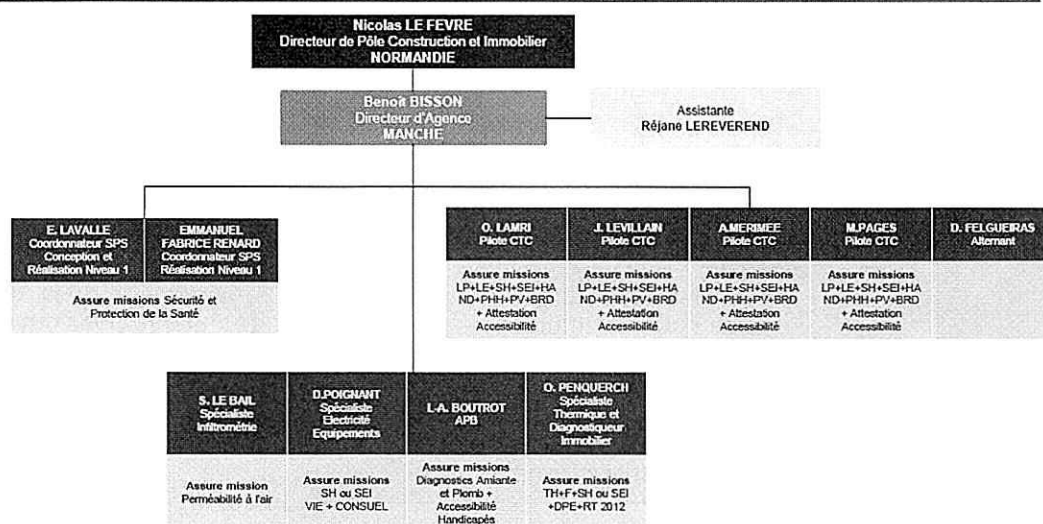 Nicolas LE FEVRE
Directeur de Pôle Construction et Immobilier
NORMANDIE
Benoît BISSON
Directeur d'Agence
MANCHE
Assistante
Réjane LEREVEREND
E. LAVALLE
Coordonnateur SPS
Conception et
Réalisation Niveau 1
EMMANUEL
FABRICE RENARD
Coordonnateur SPS
Réalisation Niveau 1
Assure missions Sécurité et
Protection de la Santé
O. LAMRI
Pilote CTC
Assure missions
LP+LE+SH+SEI+HA
ND+PHH+PV+BRD
+ Attestation
Accessibilité
J. LEVILLAIN
Pilote CTC
Assure missions
LP+LE+SH+SEI+HA
ND+PHH+PV+BRD
+ Attestation
Accessibilité
A.MERIMEE
Pilote CTC
Assure missions
LP+LE+SH+SEI+HA
ND+PHH+PV+BRD
+ Attestation
Accessibilité
M.PAGES
Pilote CTC
Assure missions
LP+LE+SH+SEI+HA
ND+PHH+PV+BRD
+ Attestation
Accessibilité
D. FELGUEIRAS
Alternant
S. LE BAIL
Spécialiste
Infiltrométrie
Assure mission
Perméabilité à l'air
D.POIGNANT
Spécialiste
Electricité
Equipements
Assure missions
SH ou SEI
VIE + CONSUEL
L-A. BOUTROT
APB
Assure missions
Diagnostics Amiante
et Plomb +
Accessibilité
Handicapés
O. PENQUERCH
Spécialiste
Thermique et
Diagnostiqueur
Immobilier
Assure missions
TH+F+SH ou SEI
+DPE+RT 2012